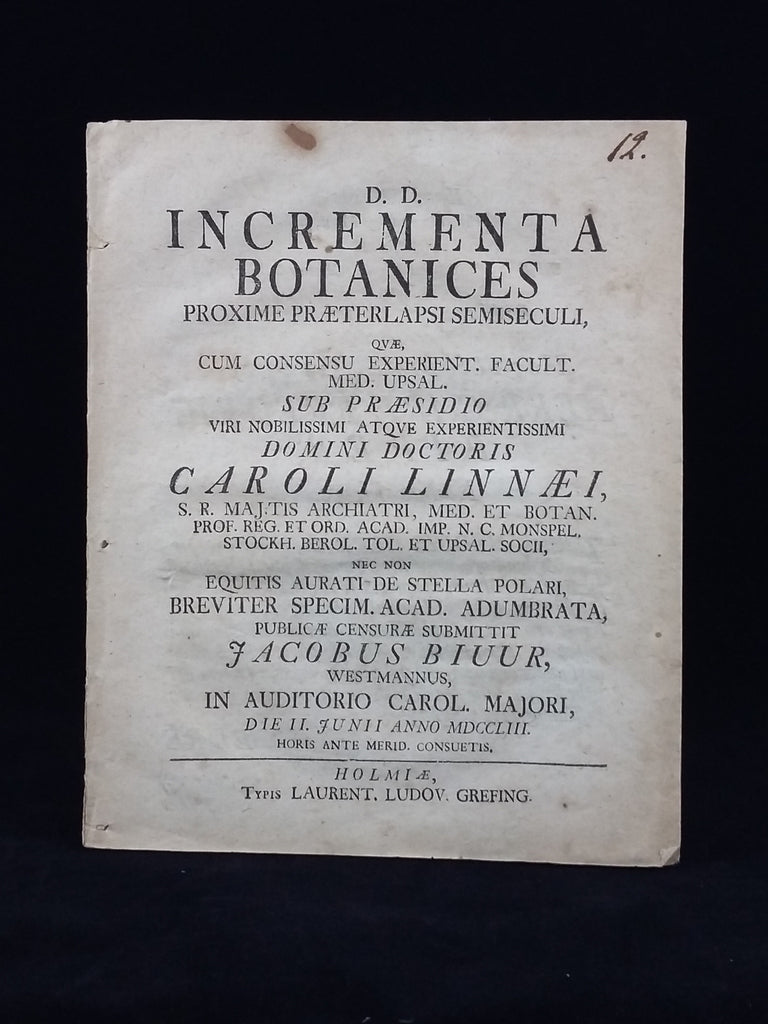 12.
D. D.
INCREMENTA
BOTANICES
PROXIME PRÆTERLAPSI SEMISECULI,
QVÆ,
CUM CONSENSU EXPERIENT. FACULT.
MED. UPSAL.
SUB PRÆSIDIO
VIRI NOBILISSIMI ATQVE EXPERIENTISSIMI
DOMINI DOCTORIS
CAROLI LINNÆI,
S. R. MAJ:TIS ARCHIATRI, MED. ET BOTAN.
PROF. REG. ET ORD. ACAD. IMP. N. C. MONSPEL.
STOCKH. BEROL. TOL. ET UPSAL. SOCII,
NEC NON
EQUITIS AURATI DE STELLA POLARI,
BREVITER SPECIM. ACAD. ADUMBRATA,
PUBLICÆ CENSURÆ SUBMITTIT
JACOBUS BIUUR,
WESTMANNUS,
IN AUDITORIO CAROL. MAJORI,
DIE II. JUNII ANNO MDCCLIII.
HORIS ANTE MERID. CONSUETIS.
HOLMIÆ,
TYPIS LAURENT. LUDOV. GREFING.